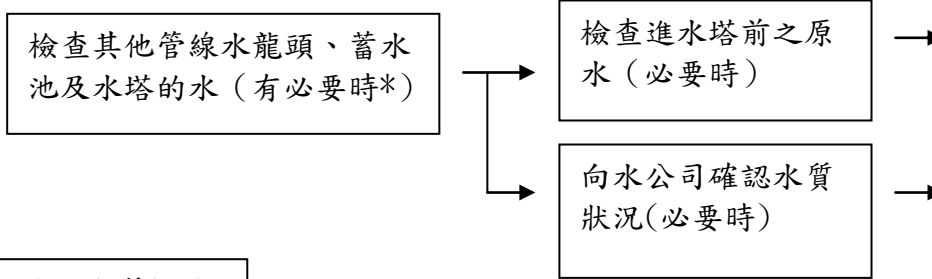 檢查其他管線水龍頭、蓄水
池及水塔的水（有必要時*）
檢查進水塔前之原
水（必要時）
向水公司確認水質
狀況(必要時）